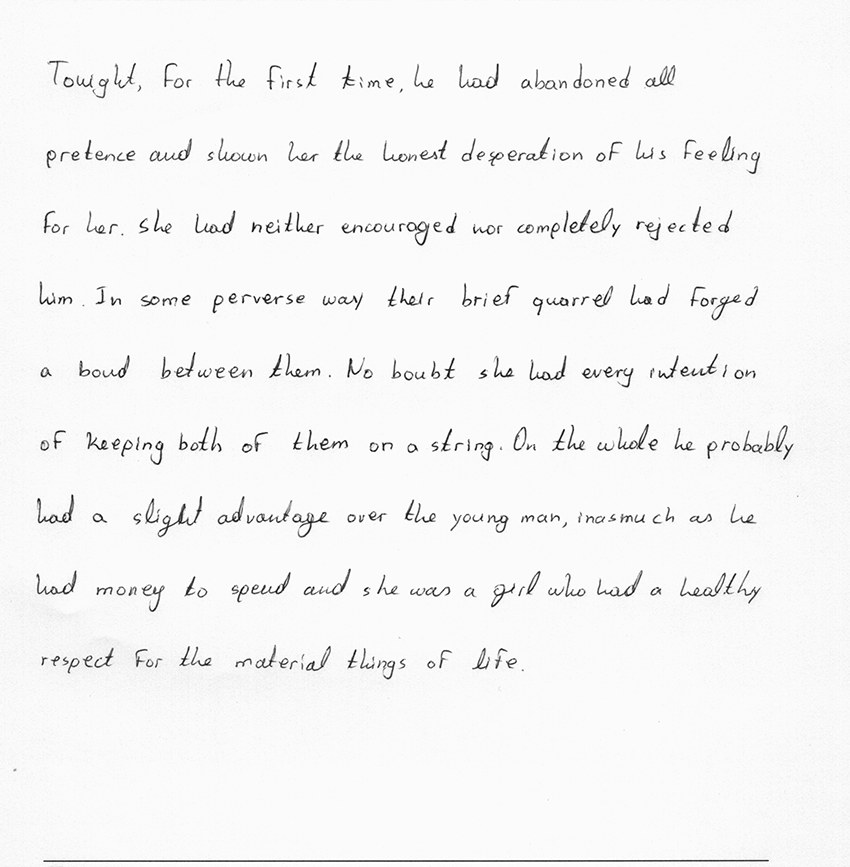 Tonight, for the first time, he had abandoned all
pretence and shown her the honest desperation of his feeling
for her. She had neither encouraged nor completely rejected
him. In some perverse way their brief quarrel had forged
a bond between them. No boubt she had every intention
of keeping both of them on a string. On the whole he probably
had a slight advantage over the young man, inasmuch as he
had money to spend and she was a girl who had a healthy
respect for the material things of life.